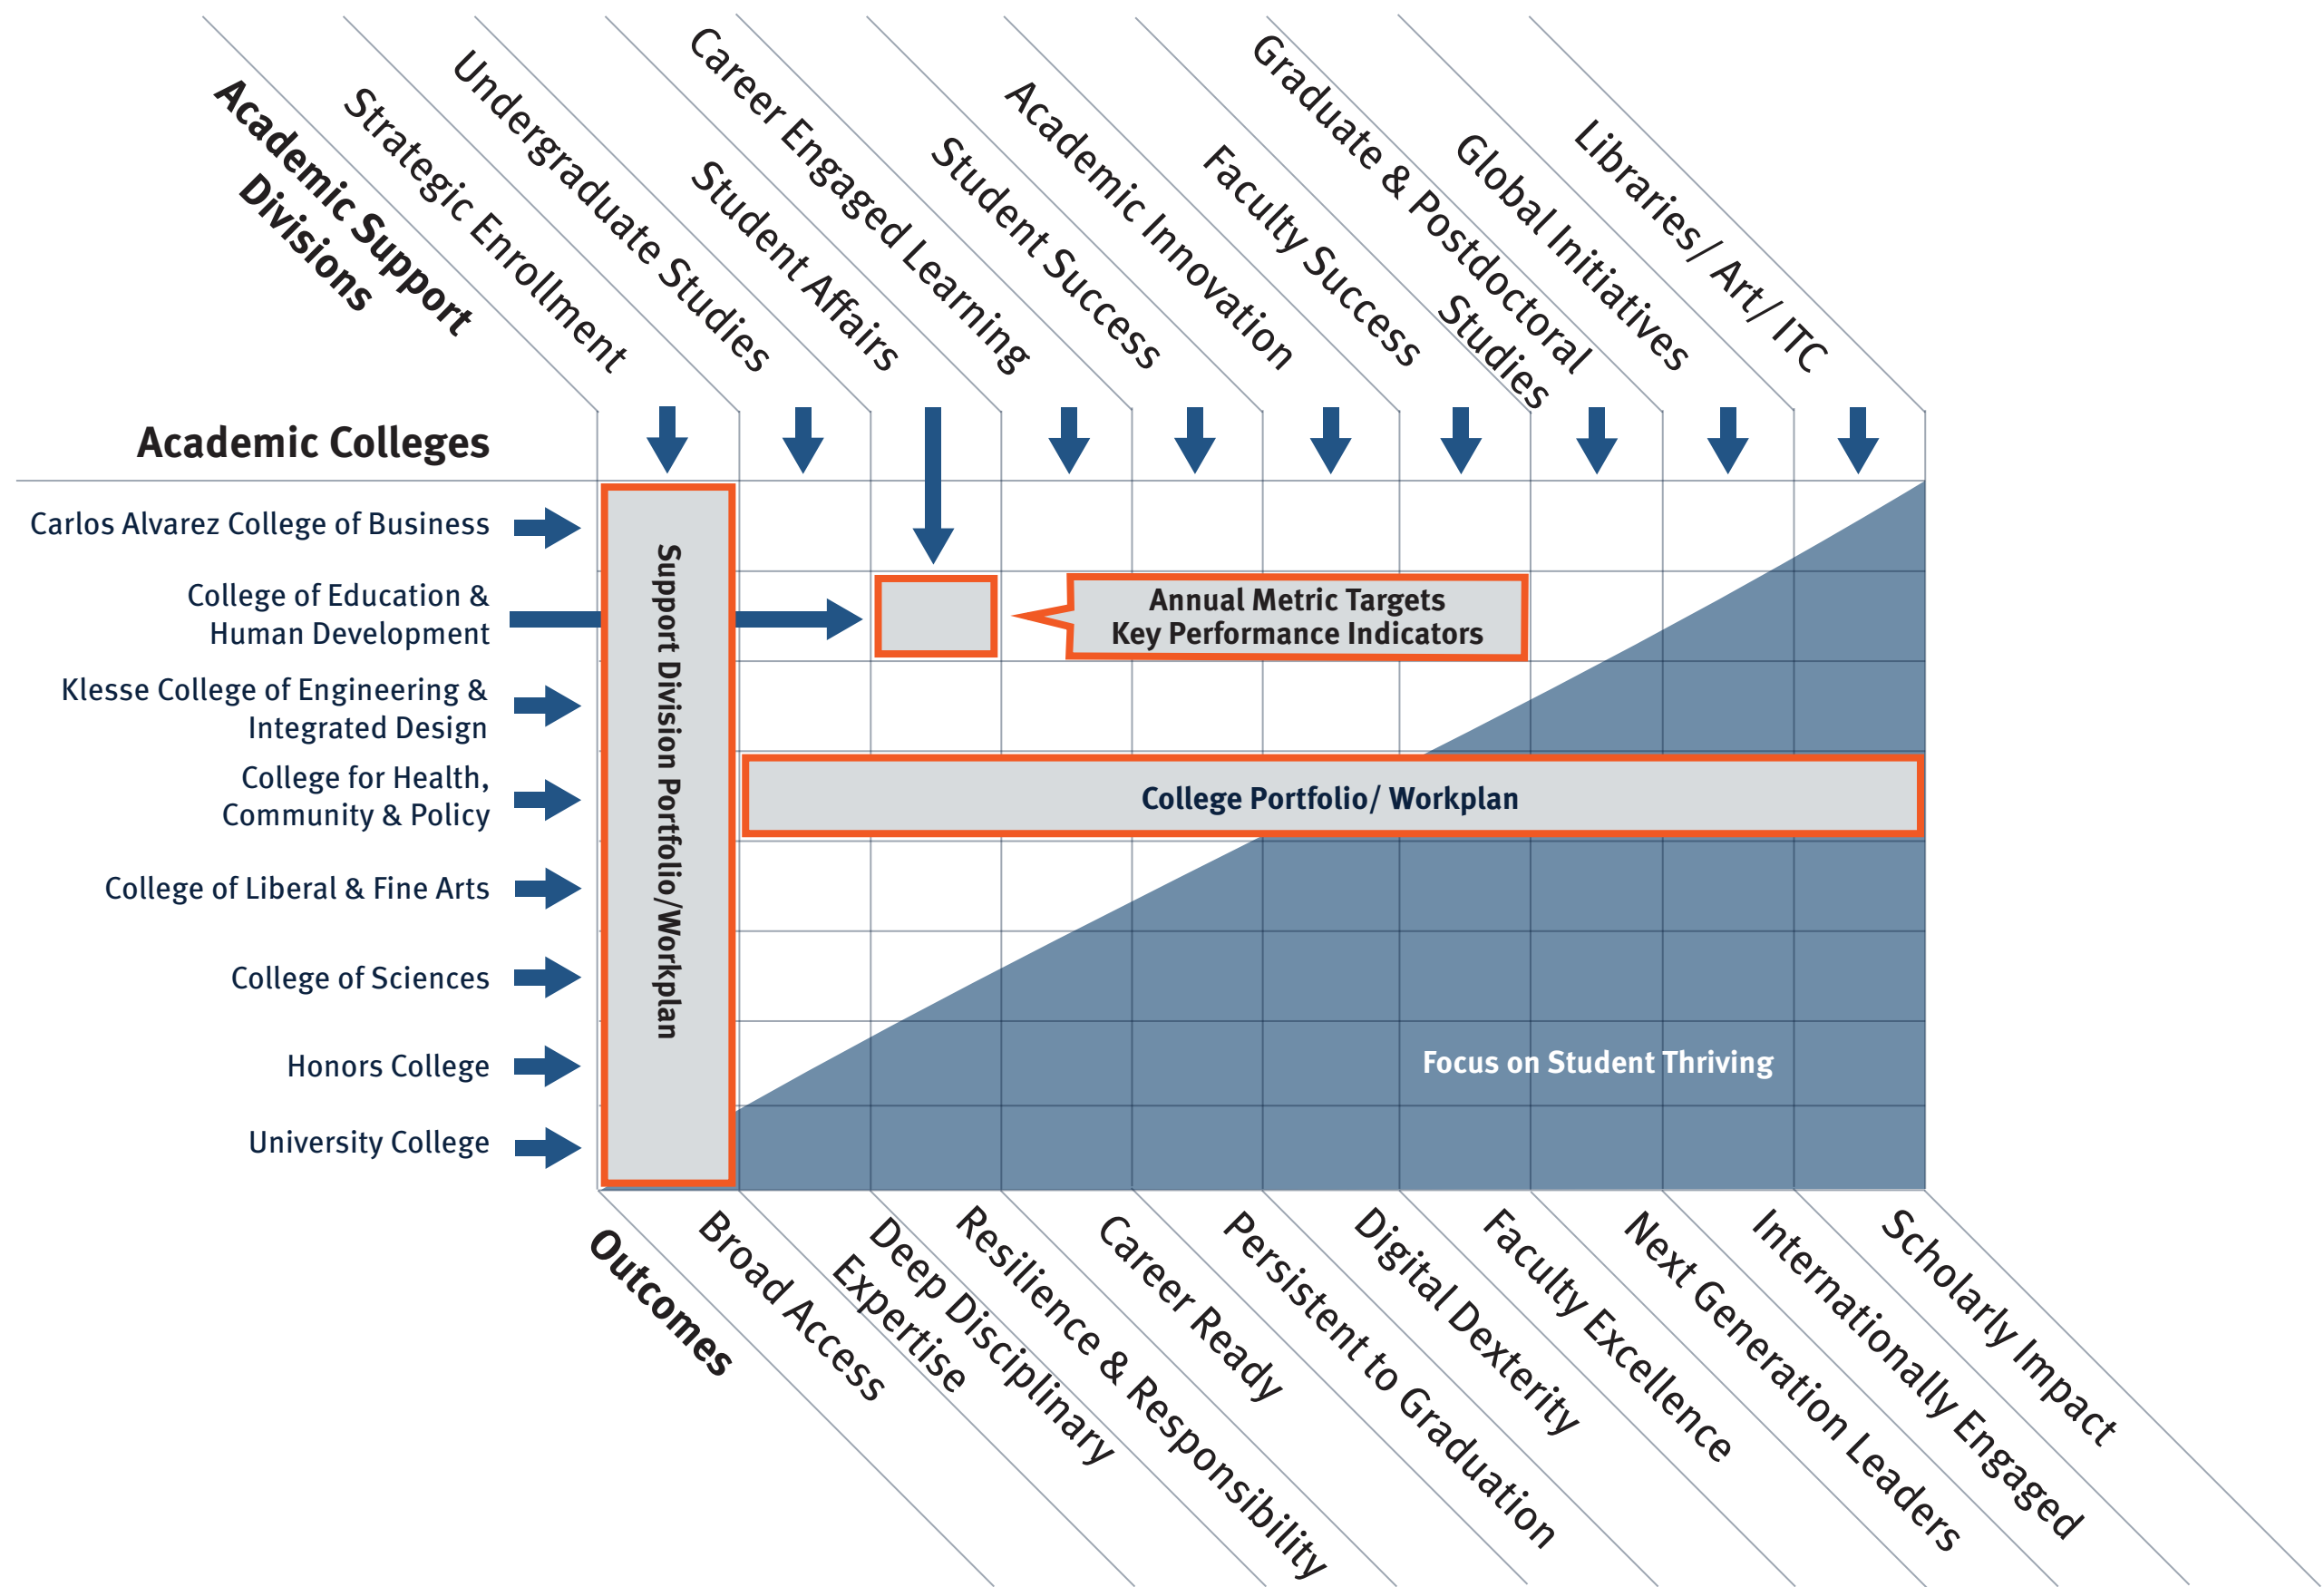 Academic Support
Divisions
Strategic Enrollment
Undergraduate Studies
Student Affairs
Career Engaged Learning
Student Success
Academic Innovation
Faculty Success
Graduate & Postdoctoral
Studies
Global Initiatives
Libraries/ Art/ ITC
Academic Colleges
Carlos Alvarez College of Business
College of Education &
Human Development
Klesse College of Engineering &
Integrated Design
College for Health,
Community & Policy
College of Liberal & Fine Arts
College of Sciences
Honors College
University College
Support Division Portfolio/Workplan
Annual Metric Targets
Key Performance Indicators
College Portfolio/ Workplan
Focus on Student Thriving
Outcomes
Broad Access
Deep Disciplinary
Expertise
Resilience & Responsibility
Career Ready
Persistent to Graduation
Digital Dexterity
Faculty Excellence
Next Generation Leaders
Internationally Engaged
Scholarly Impact